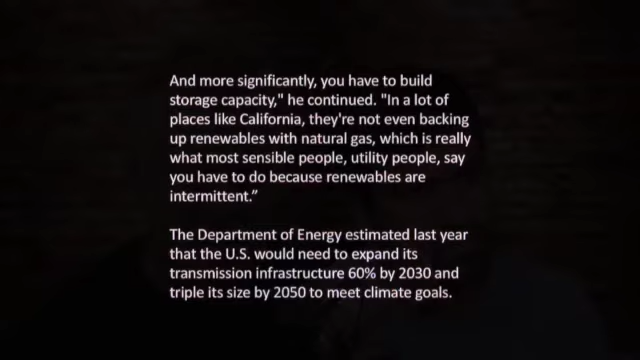 And more significantly, you have to build
storage capacity," he continued. "In a lot of
places like California, they're not even backing
up renewables with natural gas, which is really
what most sensible people, utility people, say
you have to do because renewables are
intermittent.”
The Department of Energy estimated last year
that the U.S. would need to expand its
transmission infrastructure 60% by 2030 and
triple its size by 2050 to meet climate goals.